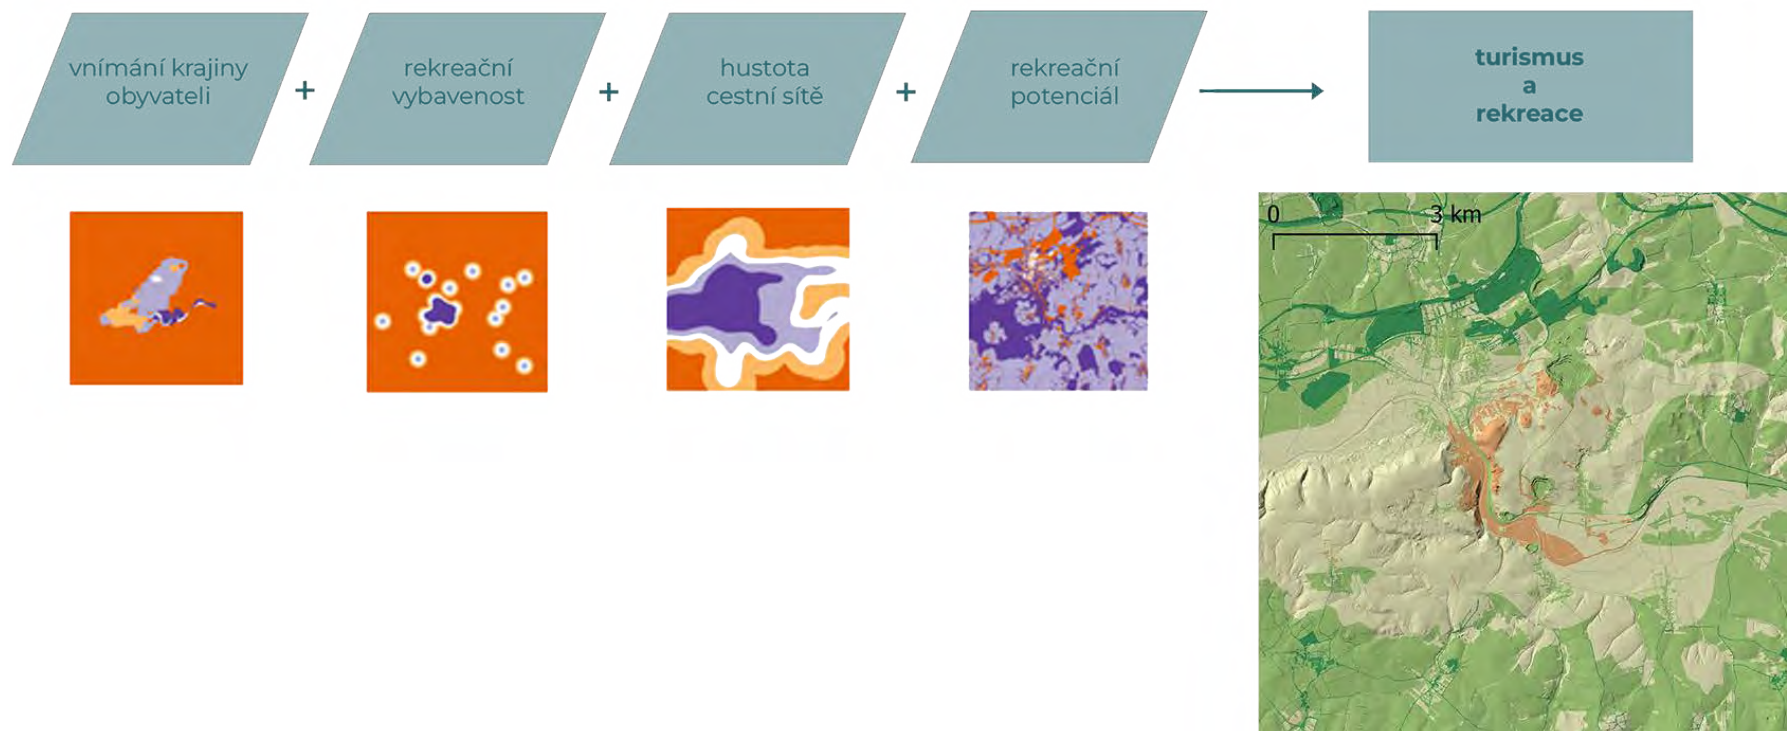 vnímání krajiny
obyvateli
+
rekreační
vybavenost
+
hustota
cestní sítě
+
rekreační
potenciál
turismus
a
rekreace
0 3 km